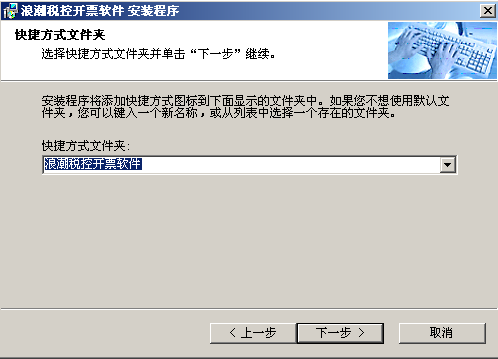 浪潮税控开票软件 安装程序
快捷方式文件夹
选择快捷方式文件夹并单击“下一步”继续。
安装程序将添加快捷方式图标到下面显示的文件夹中。如果您不想使用默认文
件夹，您可以键入一个新名称，或从列表中选择一个存在的文件夹。
快捷方式文件夹:
浪潮税控开票软件
< 上一步
下一步 >
取消